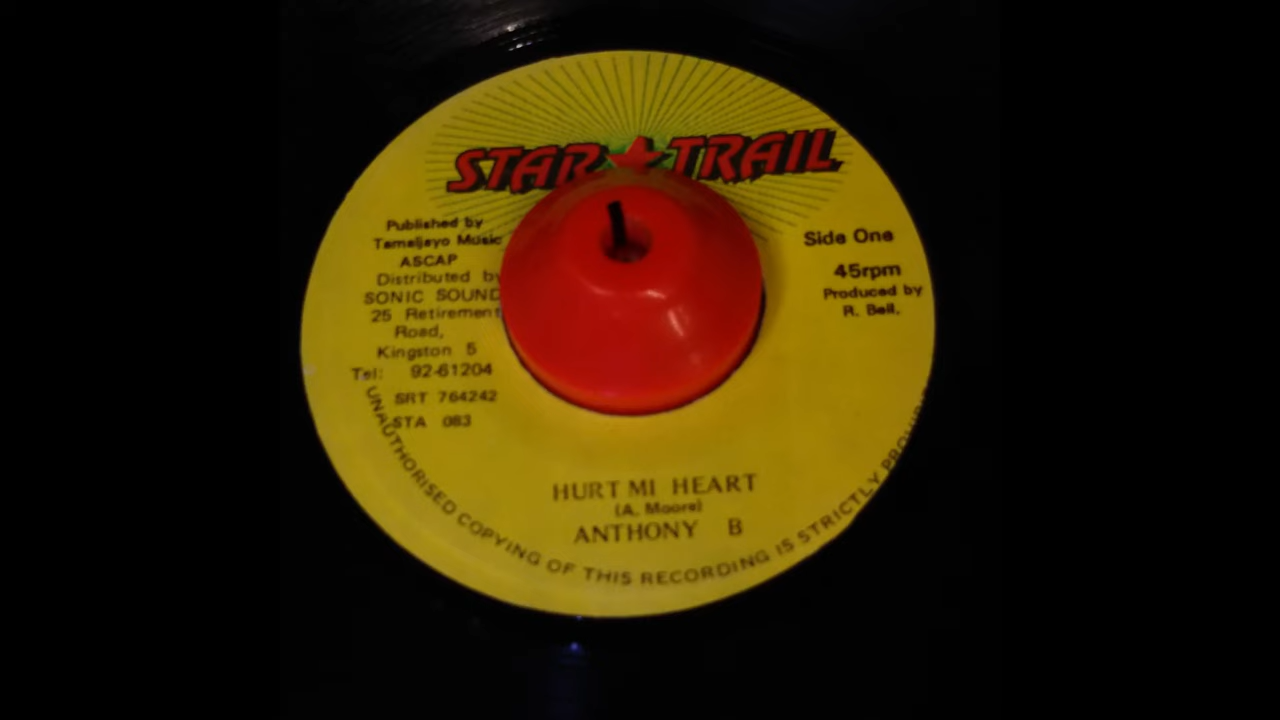 STAR TRAIL
Published by
Tamaljayo Music
ASCAP
Distributed by
SONIC SOUND
25 Retirement
Road,
Kingston 5
Tel: 92-61204
SRT 764242
STA 083
Side One
45rpm
Produced by
R. Bell,
HURT MI HEART
(A. Moore)
ANTHONY B
UNAUTHORISED COPYING OF THIS RECORDING IS STRICTLY